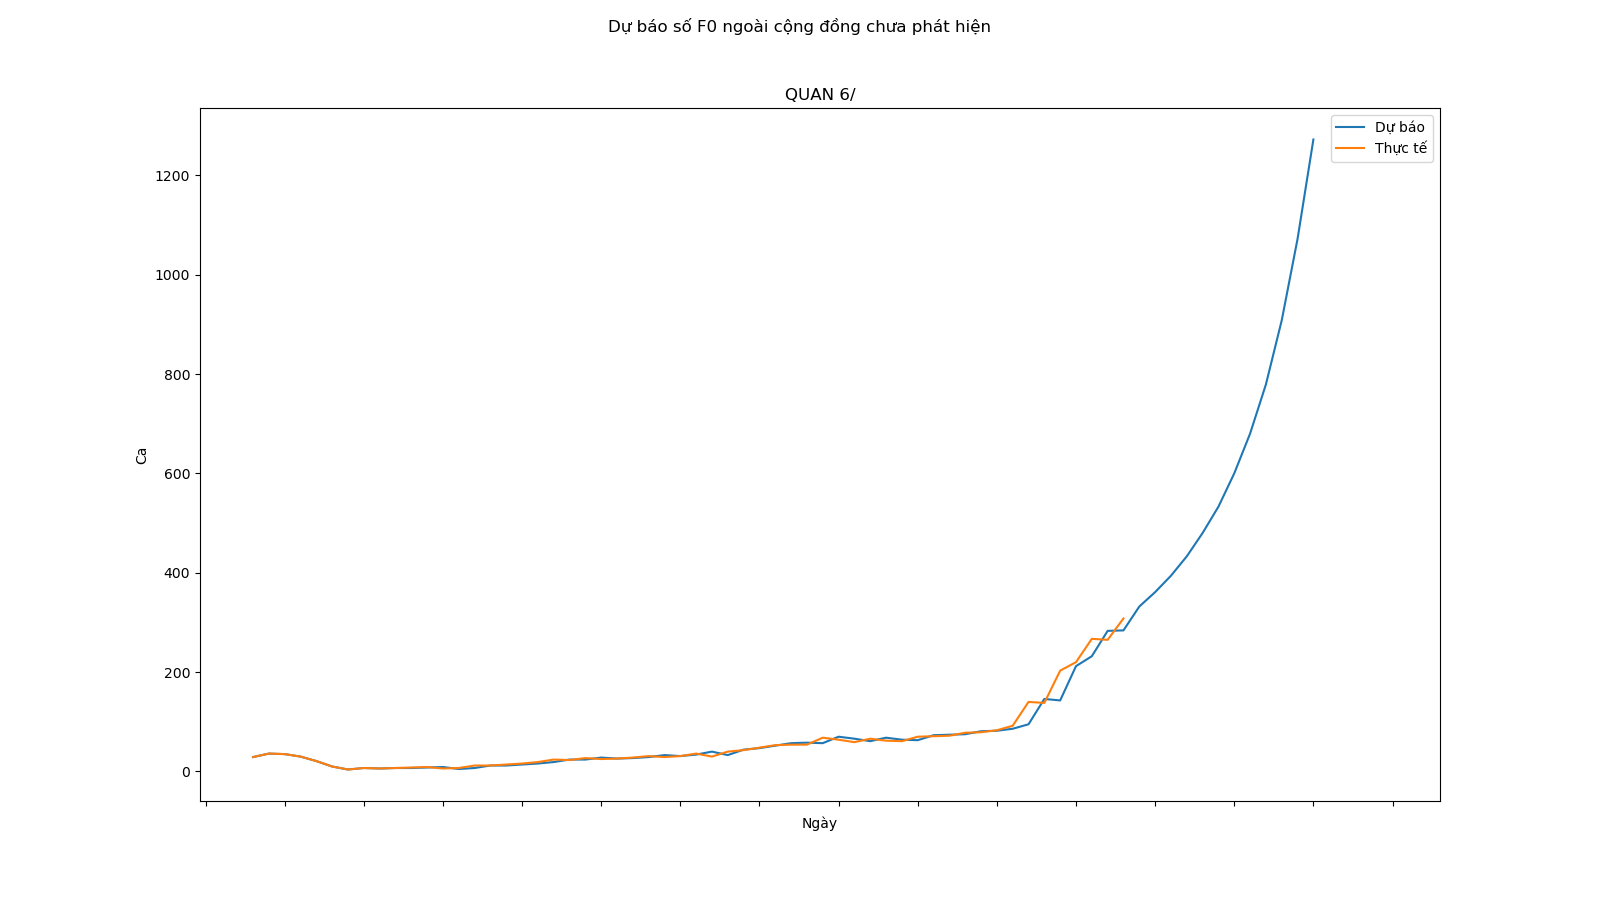 Dự báo số F0 ngoài cộng đồng chưa phát hiện
QUAN 6/
Dự báo
Thực tế
1200
1000
800
600
400
200
0
Ca
Ngày